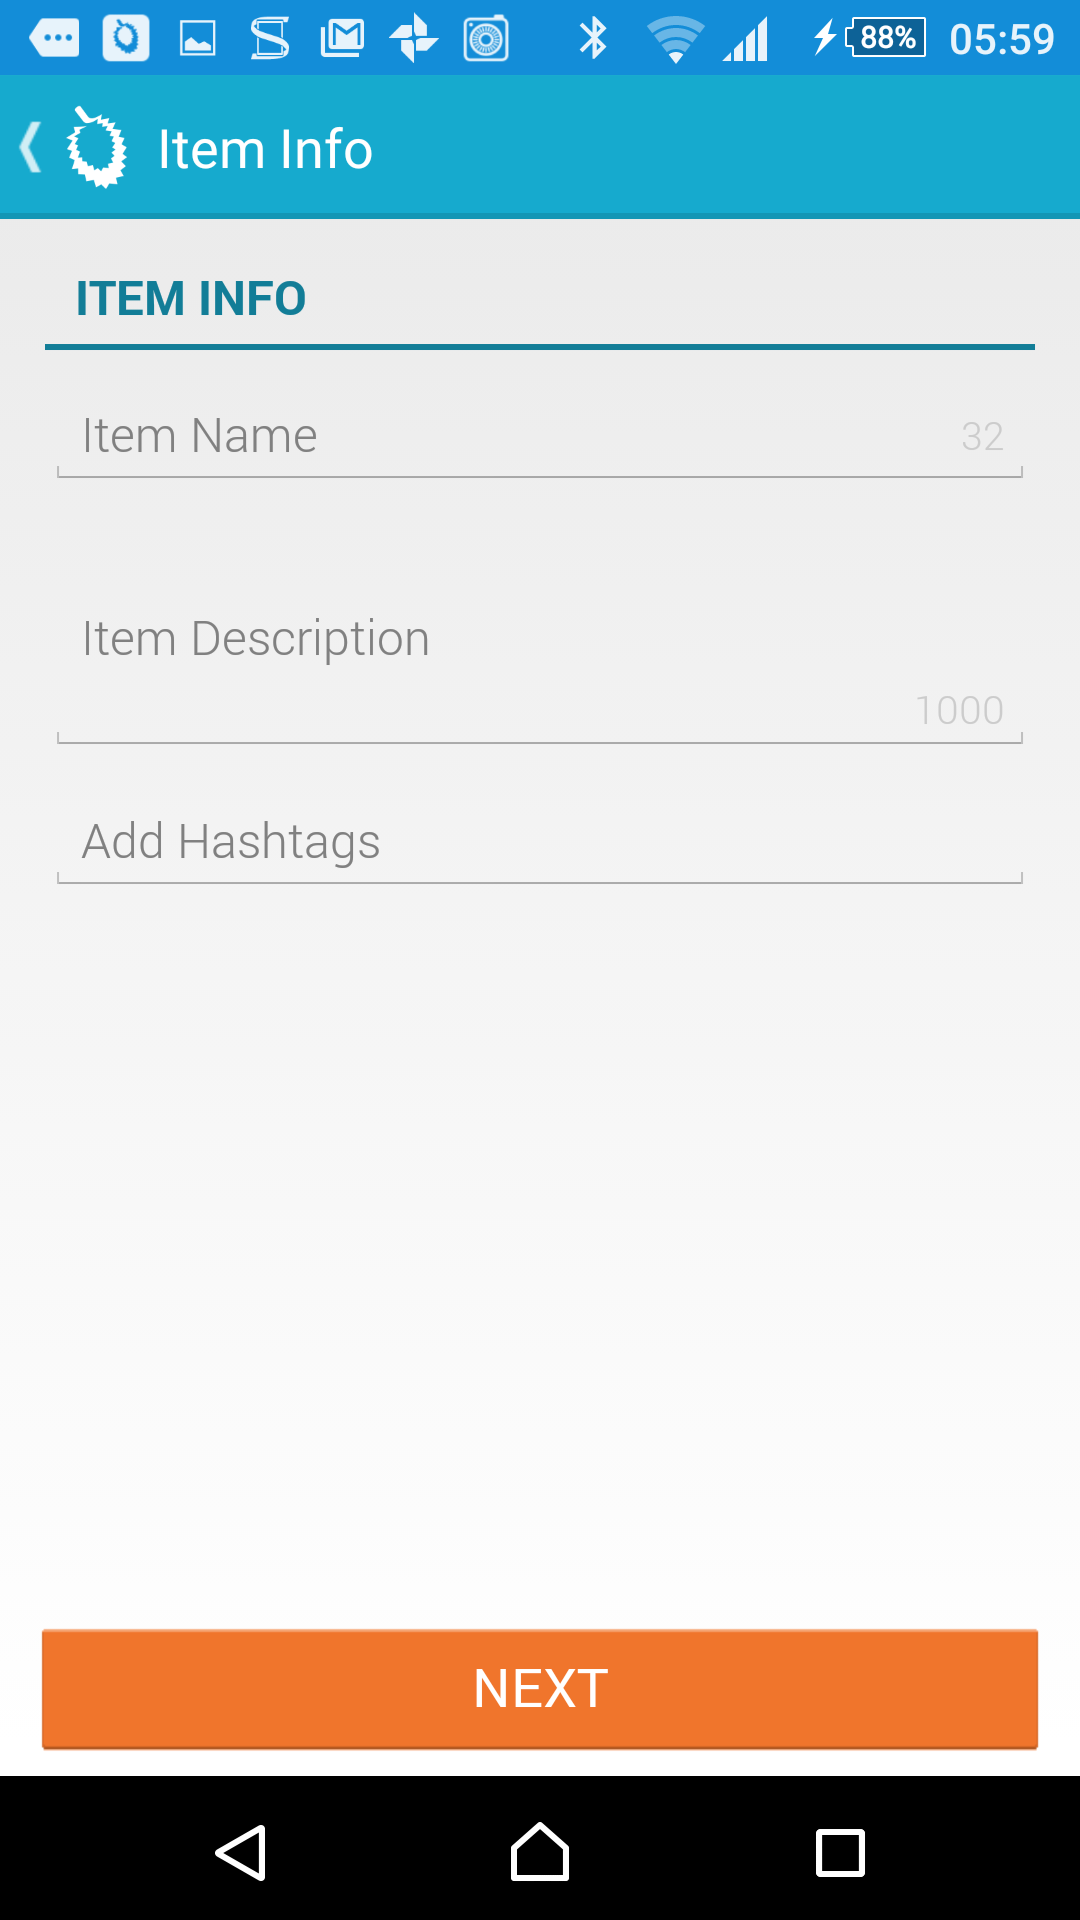 88% 05:59
Item Info
ITEM INFO
Item Name 32
Item Description
1000
Add Hashtags
NEXT